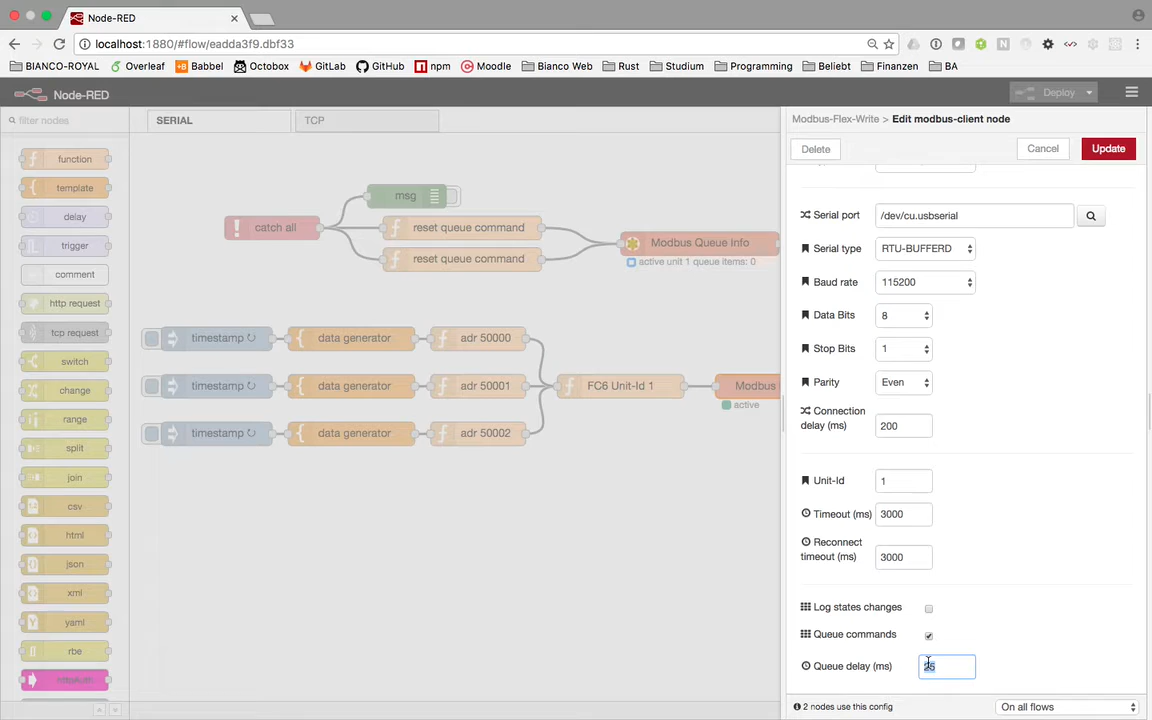 Node-RED
localhost:1880/#flow/eadda3f9.dbf33
BIANCO-ROYAL Overleaf Babbel Octobox GitLab GitHub npm Moodle Bianco Web Rust Studium Programming Beliebt Finanzen BA
Node-RED Deploy
filter nodes SERIAL TCP
Modbus-Flex-Write > Edit modbus-client node
Delete Cancel Update
function
template
delay
trigger
comment
http request
tcp request
switch
change
range
split
join
csv
html
json
xml
yaml
rbe
msg
catch all
reset queue command
reset queue command
Modbus Queue Info
active unit 1 queue items: 0
timestamp ↻ data generator adr 50000
timestamp ↻ data generator adr 50001 FC6 Unit-Id 1 Modbus
active
timestamp ↻ data generator adr 50002
Serial port /dev/cu.usbserial
Serial type RTU-BUFFERD
Baud rate 115200
Data Bits 8
Stop Bits 1
Parity Even
Connection
delay (ms) 200
Unit-Id 1
Timeout (ms) 3000
Reconnect
timeout (ms) 3000
Log states changes
Queue commands
Queue delay (ms)
2 nodes use this config On all flows